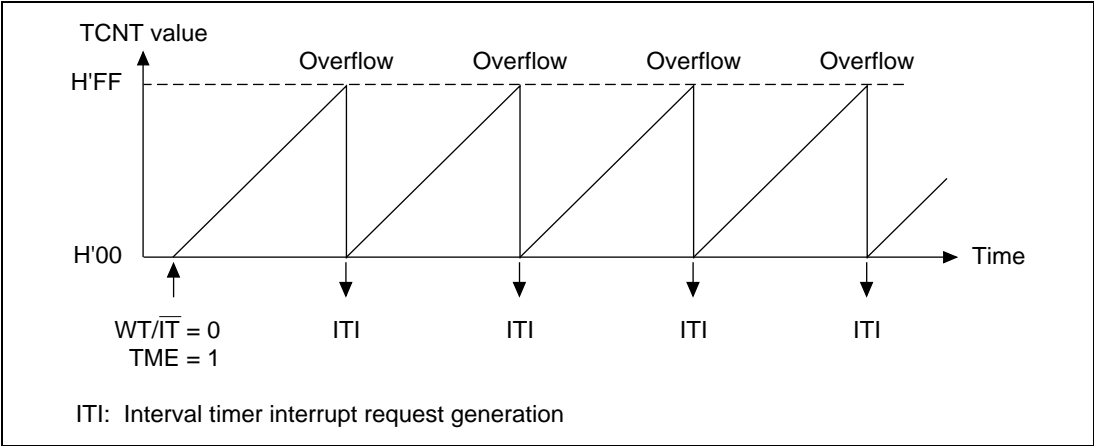 TCNT value
Overflow Overflow Overflow Overflow
H'FF
H'00 Time
WT/I̅T̅ = 0 ITI ITI ITI ITI
TME = 1
ITI: Interval timer interrupt request generation